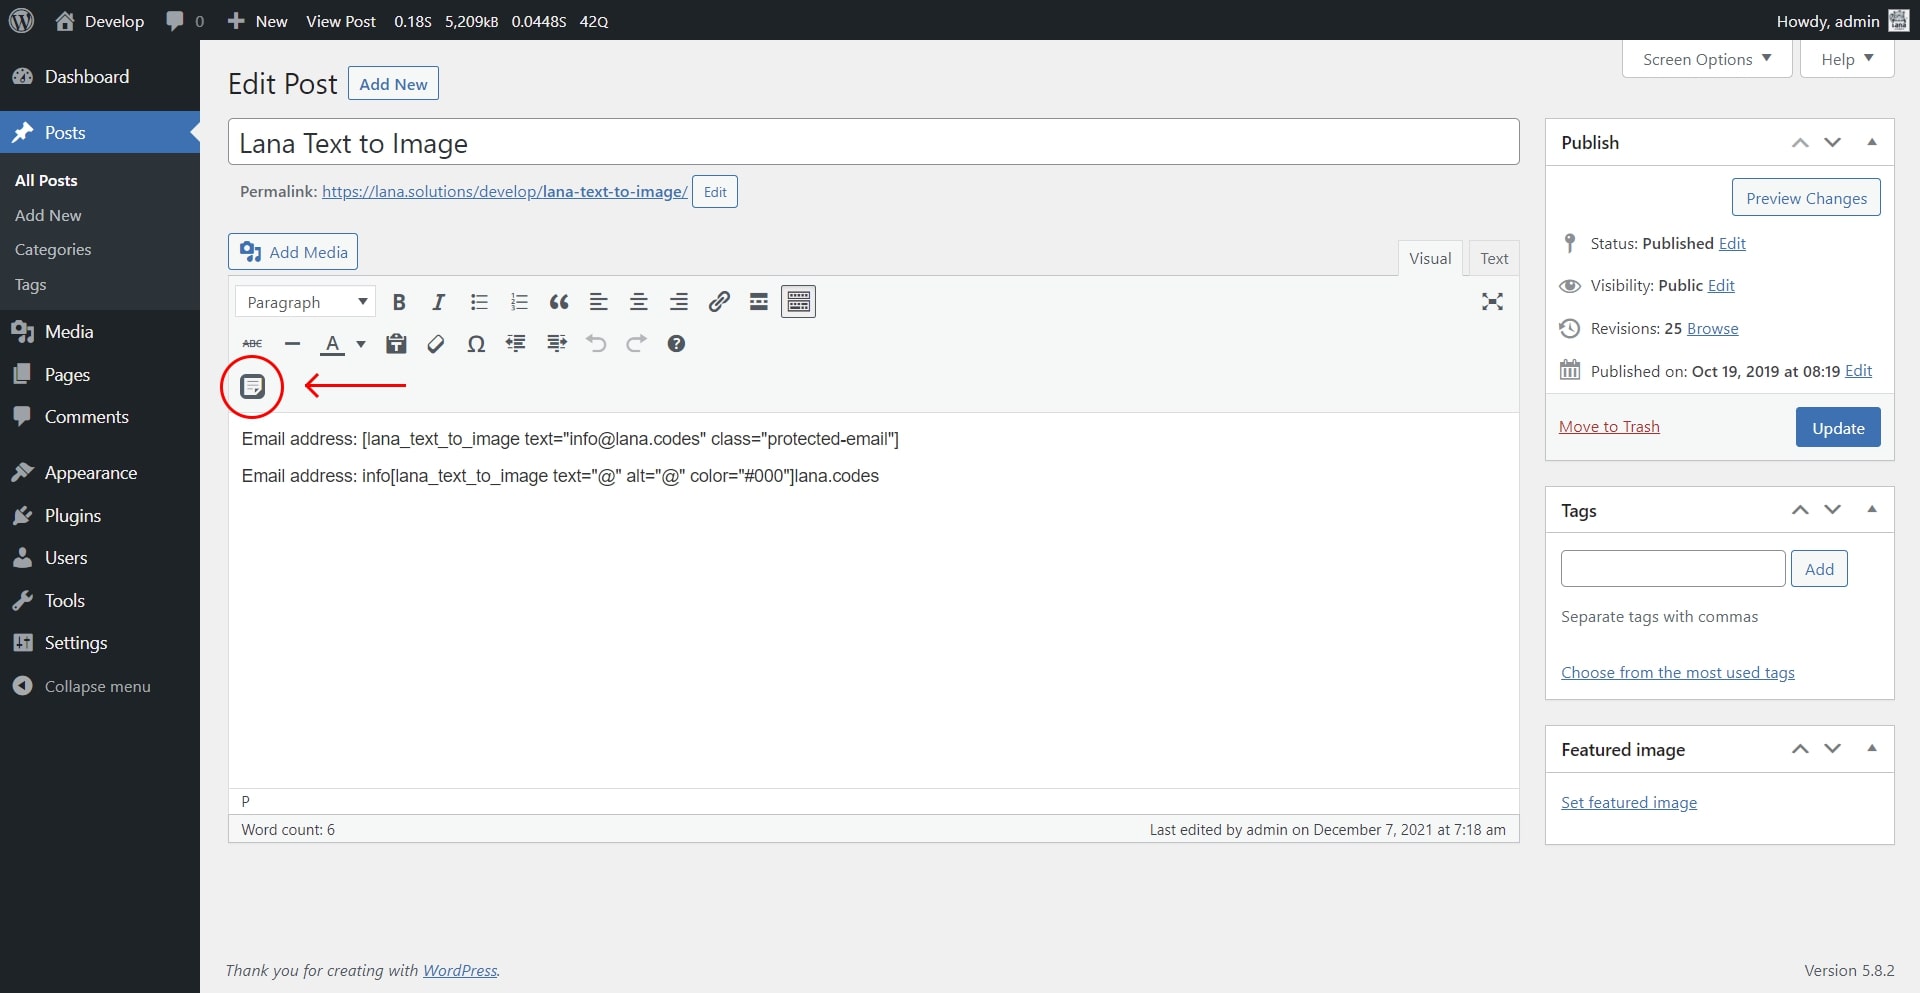 Develop 0 New View Post 0.18S 5,209KB 0.0448S 42Q Howdy, admin
Dashboard
Posts
All Posts
Add New
Categories
Tags
Media
Pages
Comments
Appearance
Plugins
Users
Tools
Settings
Collapse menu
Screen Options Help
Edit Post Add New
Lana Text to Image
Permalink: https://lana.solutions/develop/lana-text-to-image/ Edit
Add Media
Visual Text
Paragraph B I
ABC A Ω
Email address: [lana_text_to_image text="info@lana.codes" class="protected-email"]
Email address: info[lana_text_to_image text="@" alt="@" color="#000"]lana.codes
P
Word count: 6 Last edited by admin on December 7, 2021 at 7:18 am
Publish
Preview Changes
Status: Published Edit
Visibility: Public Edit
Revisions: 25 Browse
Published on: Oct 19, 2019 at 08:19 Edit
Move to Trash Update
Tags
Add
Separate tags with commas
Choose from the most used tags
Featured image
Set featured image
Thank you for creating with WordPress. Version 5.8.2